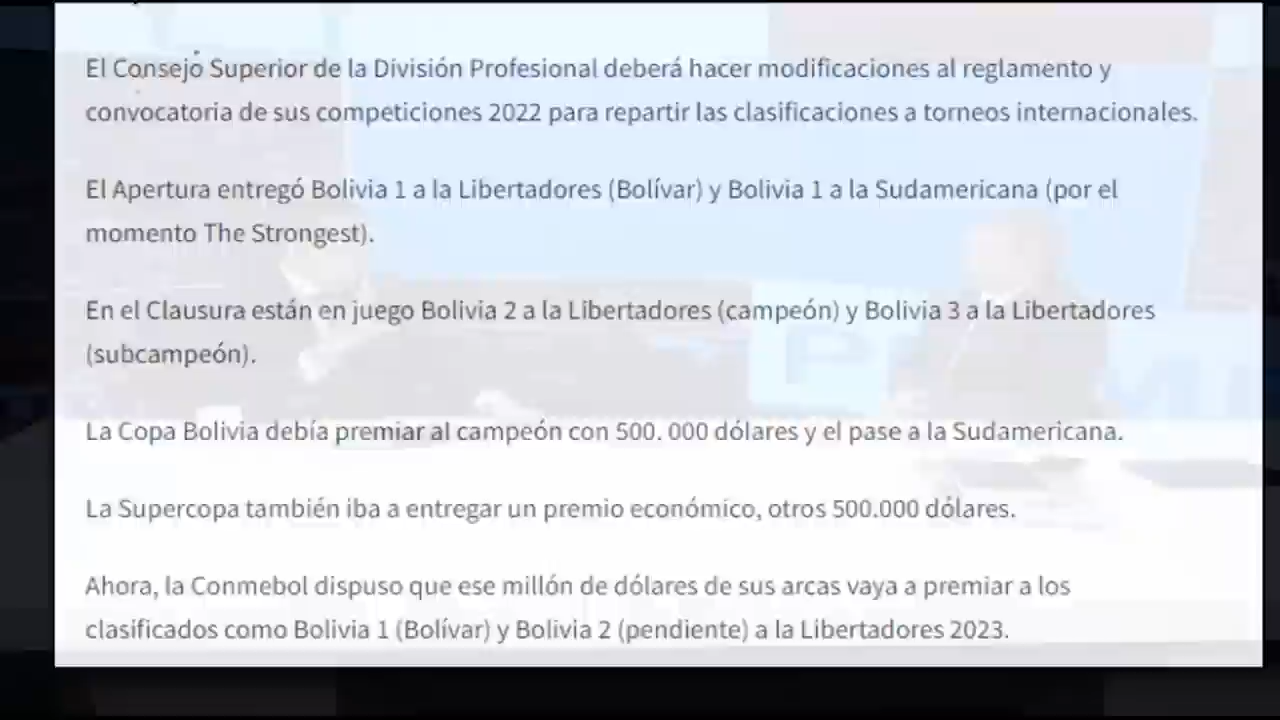 El Consejo Superior de la División Profesional deberá hacer modificaciones al reglamento y
convocatoria de sus competiciones 2022 para repartir las clasificaciones a torneos internacionales.
El Apertura entregó Bolivia 1 a la Libertadores (Bolívar) y Bolivia 1 a la Sudamericana (por el
momento The Strongest).
En el Clausura están en juego Bolivia 2 a la Libertadores (campeón) y Bolivia 3 a la Libertadores
(subcampeón).
La Copa Bolivia debía premiar al campeón con 500. 000 dólares y el pase a la Sudamericana.
La Supercopa también iba a entregar un premio económico, otros 500.000 dólares.
Ahora, la Conmebol dispuso que ese millón de dólares de sus arcas vaya a premiar a los
clasificados como Bolivia 1 (Bolívar) y Bolivia 2 (pendiente) a la Libertadores 2023.